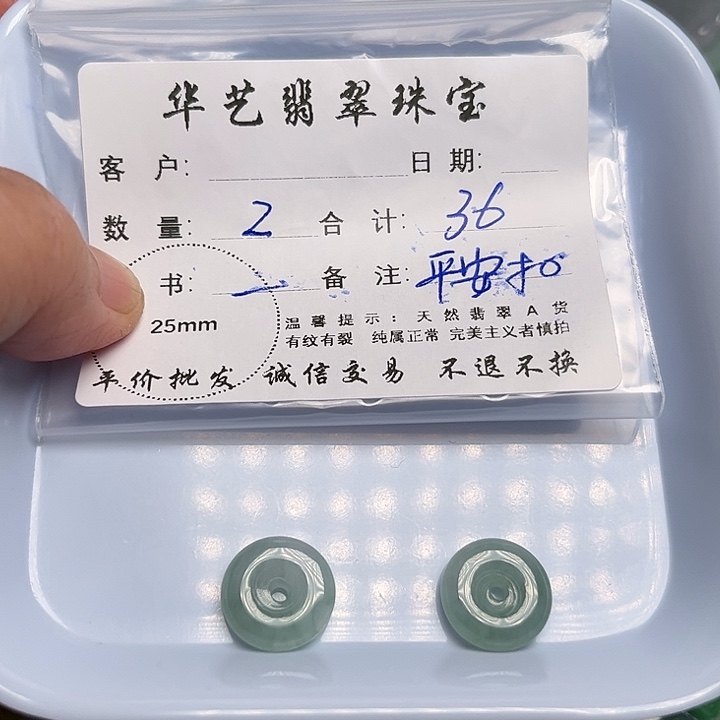 华艺翡翠珠宝
客 户: 日 期:
数 量: 2 合 计: 36
书: 一 备 注: 平安扣
25mm
温馨提示: 天然翡翠A货
有纹有裂 纯属正常 完美主义者慎拍
平价批发 诚信交易 不退不换